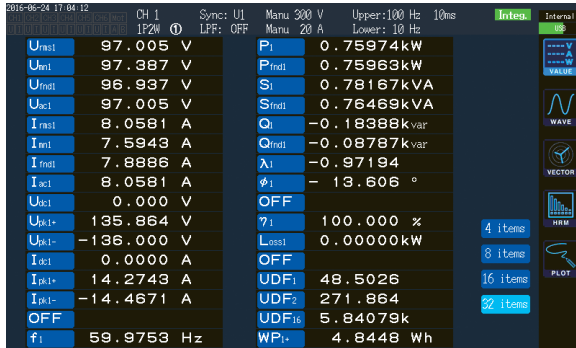 2016-06-24 17:04:12
CH 1 Sync: U1 Manu 300 V Upper:100 Hz 10ms Integ. Internal
1P2W ① LPF: OFF Manu 20 A Lower: 10 Hz USB
Urms1 97.005 V P1 0.75974kW
Umn1 97.387 V Pfnd1 0.75963kW
VALUE
Ufnd1 96.937 V S1 0.78167kVA
Uac1 97.005 V Sfnd1 0.76469kVA
Irms1 8.0581 A Q1 -0.18388kvar
WAVE
Imn1 7.5943 A Qfnd1 -0.08787kvar
Ifnd1 7.8886 A λ1 -0.97194
Iac1 8.0581 A ϕ1 - 13.606 °
VECTOR
Udc1 0.000 V OFF
Upk1+ 135.864 V η1 100.000 %
HRM
Upk1- -136.000 V Loss1 0.00000kW 4 items
Idc1 0.0000 A OFF 8 items
Ipk1+ 14.2743 A UDF1 48.5026 16 items
PLOT
Ipk1- -14.4671 A UDF2 271.864 32 items
OFF UDF16 5.84079k
f1 59.9753 Hz WP1+ 4.8448 Wh